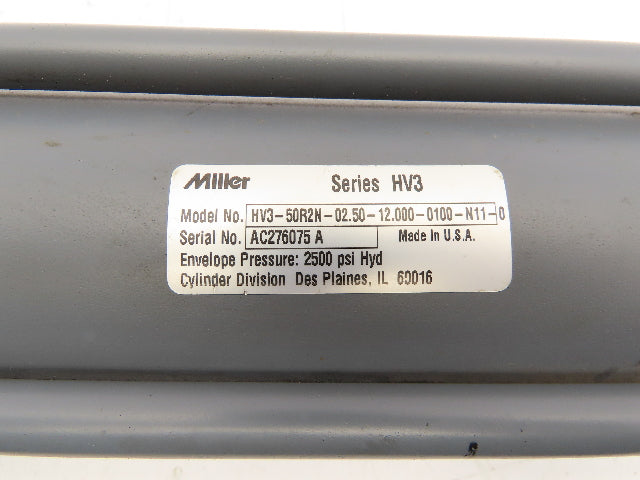 Miller Series HV3
Model No. HV3-50R2N-02.50-12.000-0100-N11-0
Serial No. AC276075 A Made in U.S.A.
Envelope Pressure: 2500 psi Hyd
Cylinder Division Des Plaines, IL 60016